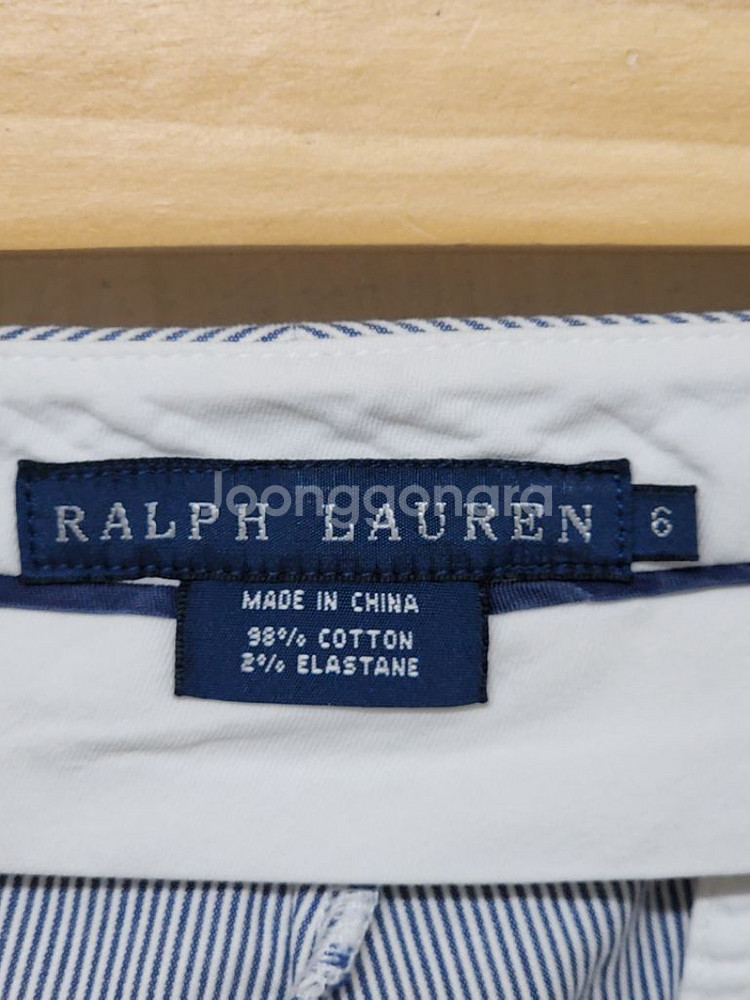 Joonggonara
RALPH LAUREN 6
MADE IN CHINA
98% COTTON
2% ELASTANE